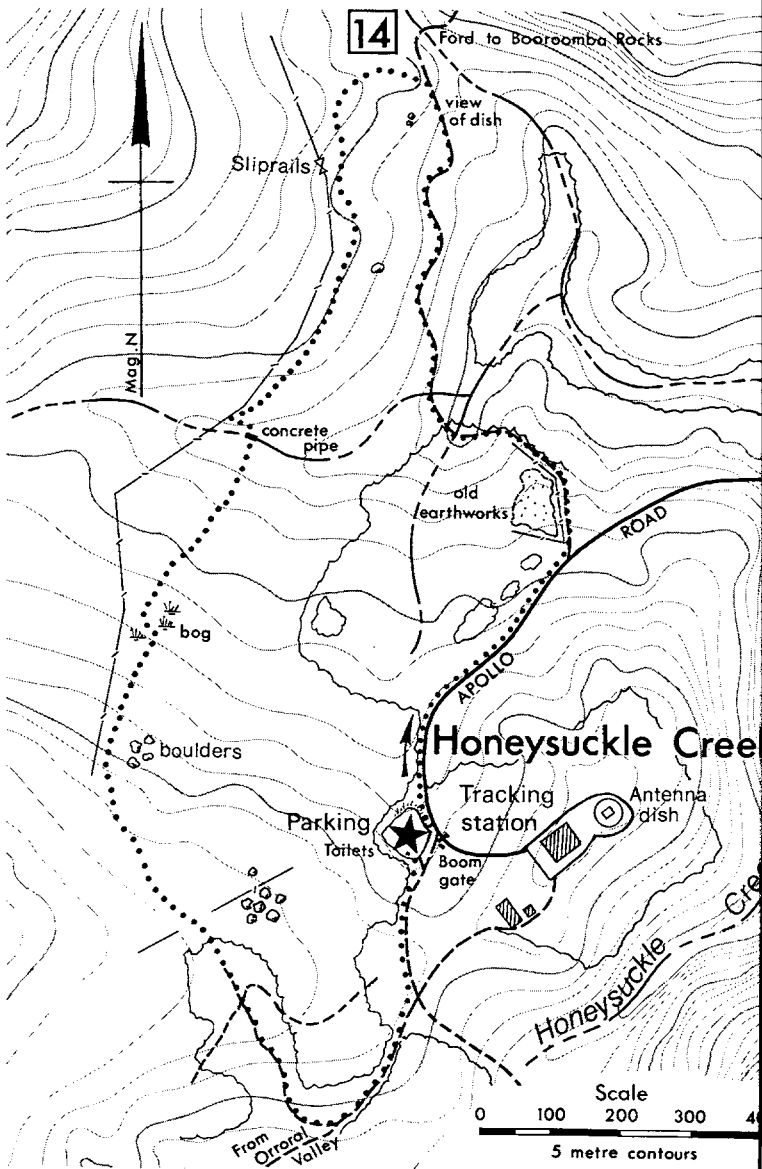 14
Ford to Booroomba Rocks
view
of dish
Sliprails
Mag. N
concrete
pipe
old
earthworks
ROAD
APOLLO
bog
boulders
Honeysuckle Cree
Tracking
station
Antenna
dish
Parking
Toilets
Boom
gate
Honeysuckle Cre
From
Orroral
Valley
Scale
0 100 200 300 40
5 metre contours